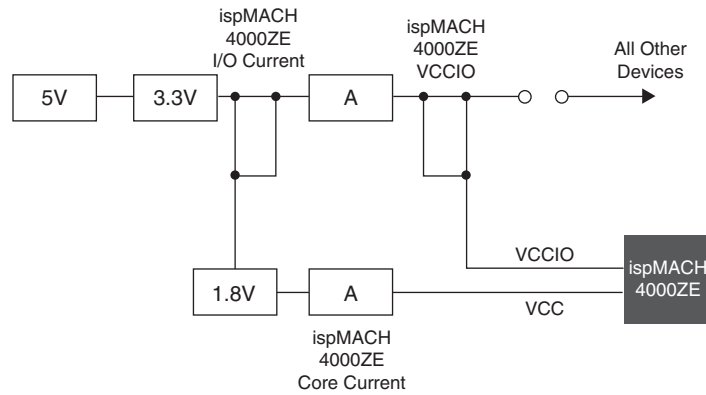 ispMACH
4000ZE
I/O Current
ispMACH
4000ZE
VCCIO
All Other
Devices
5V
3.3V
A
A
1.8V
VCCIO
VCC
ispMACH
4000ZE
ispMACH
4000ZE
Core Current